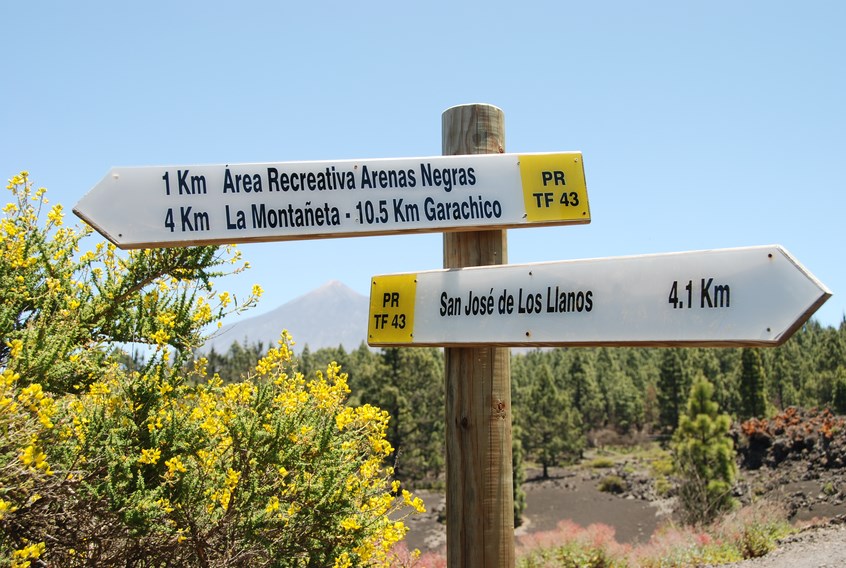 1 Km Área Recreativa Arenas Negras
4 Km La Montañeta - 10.5 Km Garachico
PR
TF 43
PR
TF 43
San José de Los Llanos 4.1 Km